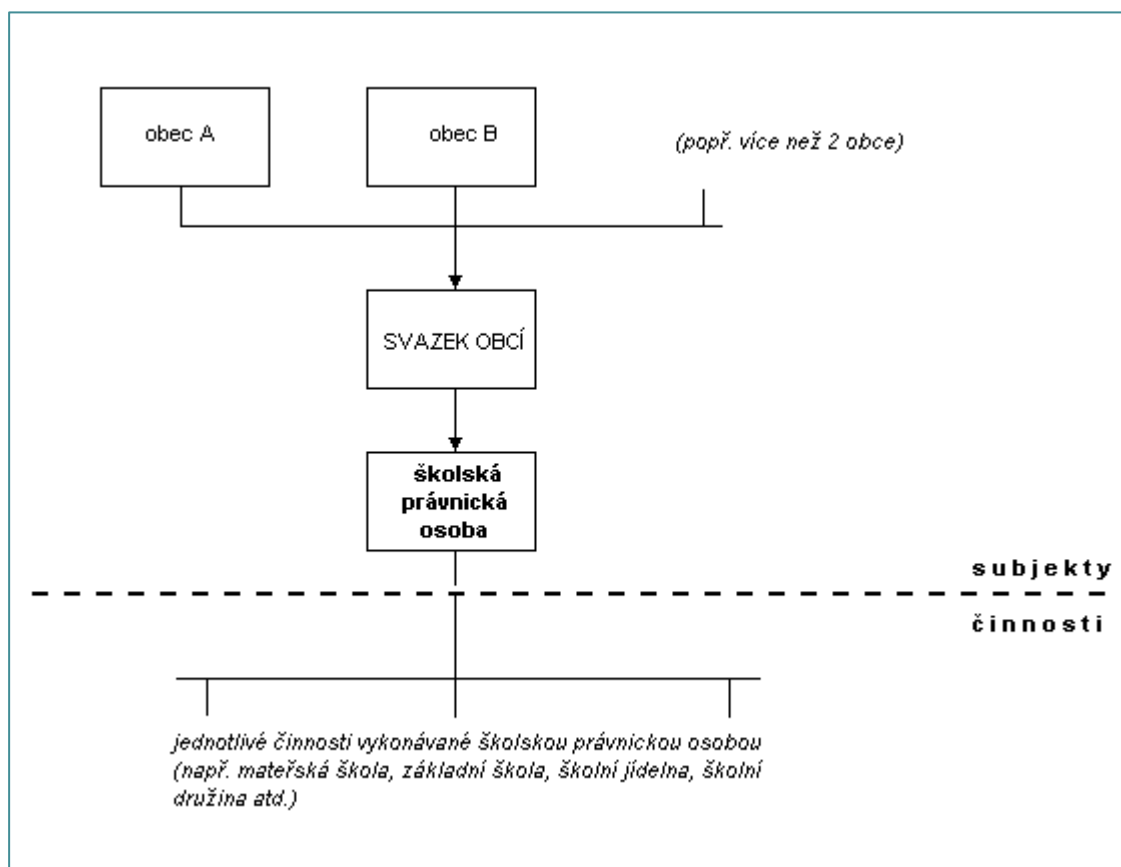 obec A
obec B
(popř. více než 2 obce)
SVAZEK OBCÍ
školská
právnická
osoba
subjekty
činnosti
jednotlivé činnosti vykonávané školskou právnickou osobou
(např. mateřská škola, základní škola, školní jídelna, školní
družina atd.)